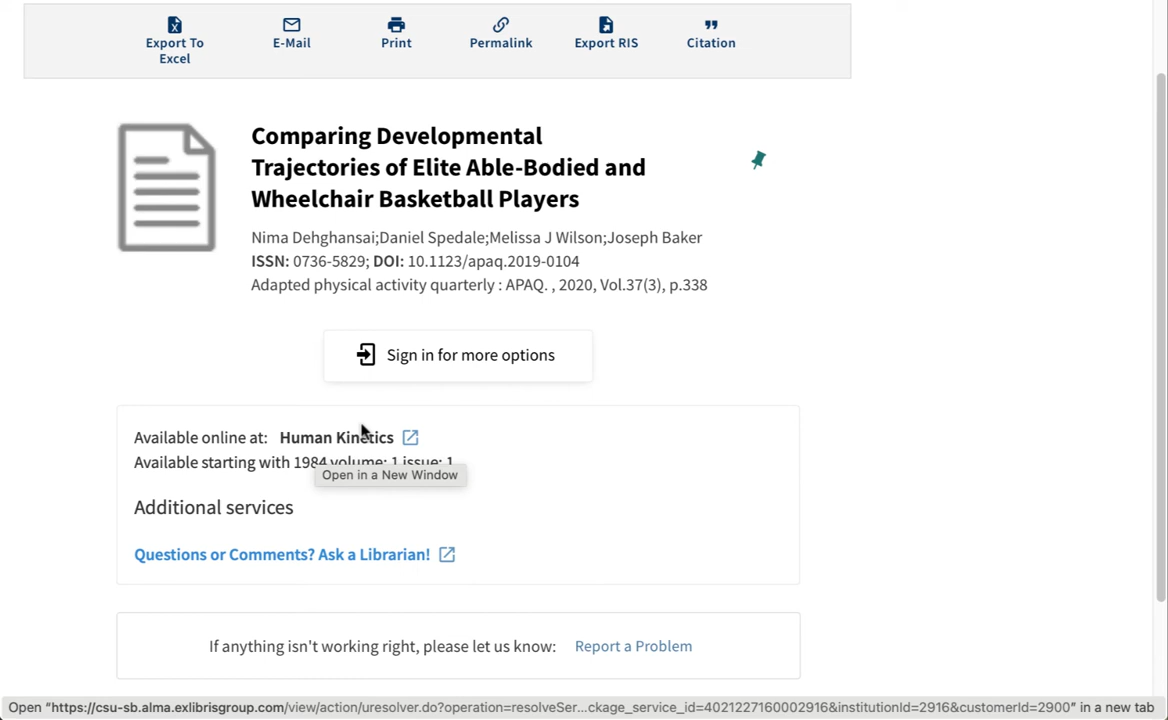 Export To
Excel
E-Mail
Print
Permalink
Export RIS
Citation
Comparing Developmental
Trajectories of Elite Able-Bodied and
Wheelchair Basketball Players
Nima Dehghansai;Daniel Spedale;Melissa J Wilson;Joseph Baker
ISSN: 0736-5829; DOI: 10.1123/apaq.2019-0104
Adapted physical activity quarterly : APAQ. , 2020, Vol.37(3), p.338
Sign in for more options
Available online at: Human Kinetics
Available starting with 1984 volume: 1 issue: 1
Open in a New Window
Additional services
Questions or Comments? Ask a Librarian!
If anything isn't working right, please let us know: Report a Problem
Open “https://csu-sb.alma.exlibrisgroup.com/view/action/uresolver.do?operation=resolveSer...ckage_service_id=4021227160002916&institutionId=2916&customerId=2900” in a new tab